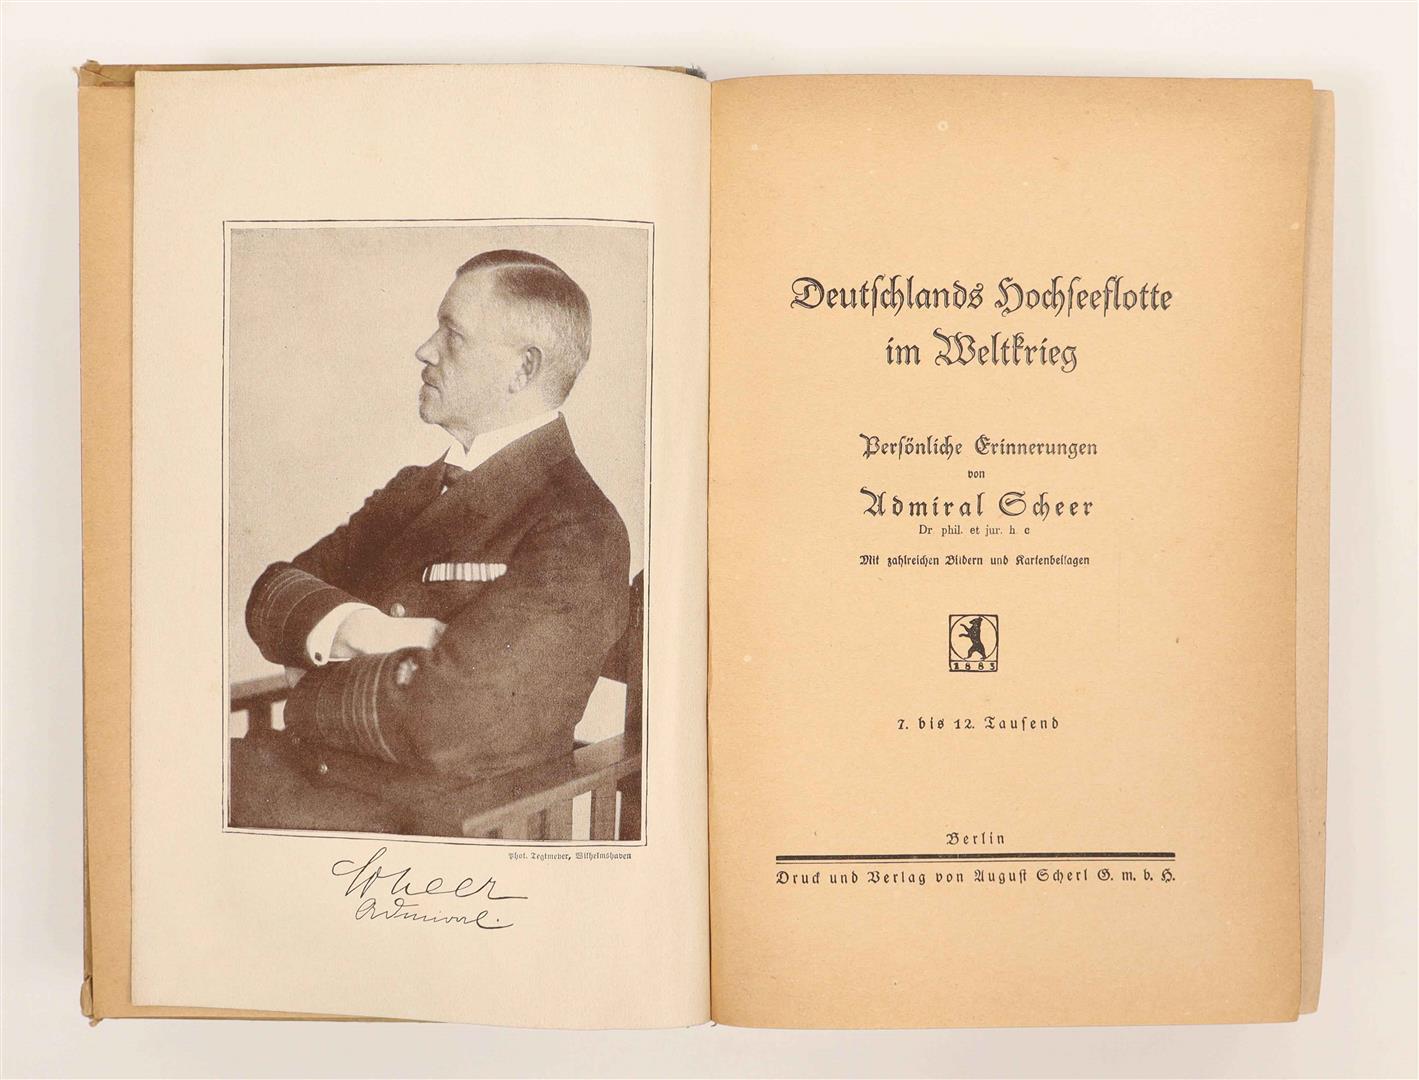 Phot. Tegtmeyer, Wilhelmshaven
Scheer
Admiral.
Deutschlands Hochseeflotte
im Weltkrieg
Persönliche Erinnerungen
von
Admiral Scheer
Dr phil. et jur. h c
Mit zahlreichen Bildern und Kartenbeilagen
1883
7. bis 12. Tausend
Berlin
Druck und Verlag von August Scherl G. m. b. H.